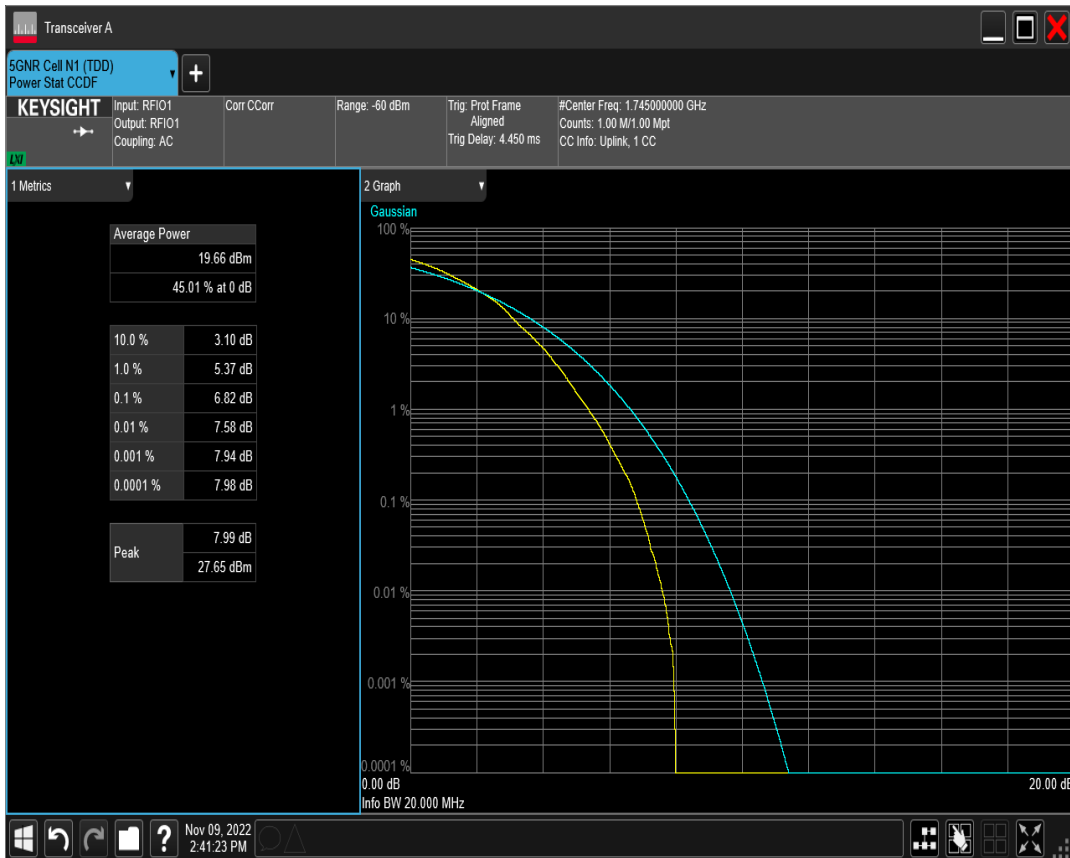 Transceiver A
5GNR Cell N1 (TDD)
Power Stat CCDF
+
KEYSIGHT
LXI
Input: RFIO1
Output: RFIO1
Coupling: AC
Corr CCorr
Range: -60 dBm
Trig: Prot Frame
Aligned
Trig Delay: 4.450 ms
#Center Freq: 1.745000000 GHz
Counts: 1.00 M/1.00 Mpt
CC Info: Uplink, 1 CC
1 Metrics
Average Power
19.66 dBm
45.01 % at 0 dB
10.0 % 3.10 dB
1.0 % 5.37 dB
0.1 % 6.82 dB
0.01 % 7.58 dB
0.001 % 7.94 dB
0.0001 % 7.98 dB
Peak
7.99 dB
27.65 dBm
2 Graph
Gaussian
100 %
10 %
1 %
0.1 %
0.01 %
0.001 %
0.0001 %
0.00 dB
20.00 dB
Info BW 20.000 MHz
?
Nov 09, 2022
2:41:23 PM